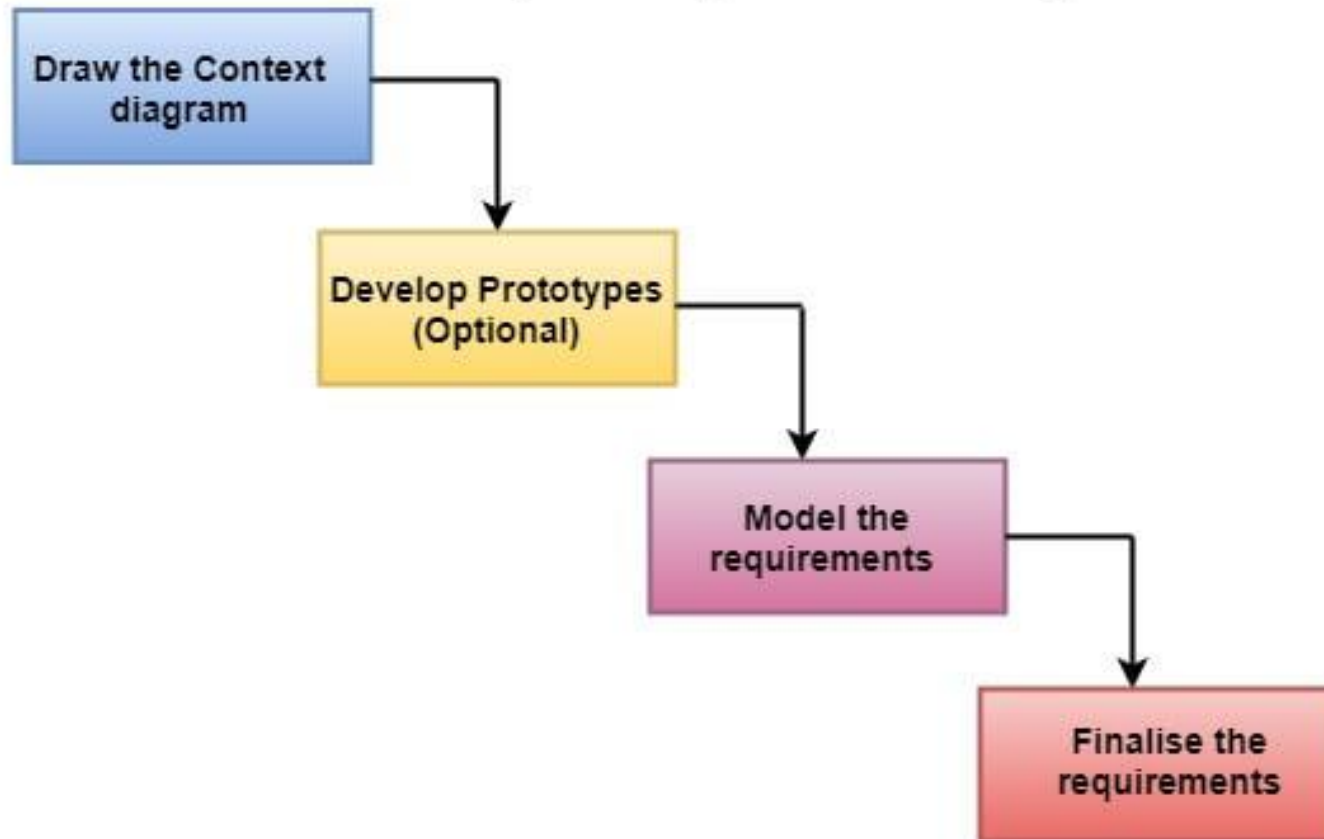 Draw the Context
diagram
Develop Prototypes
(Optional)
Model the
requirements
Finalise the
requirements